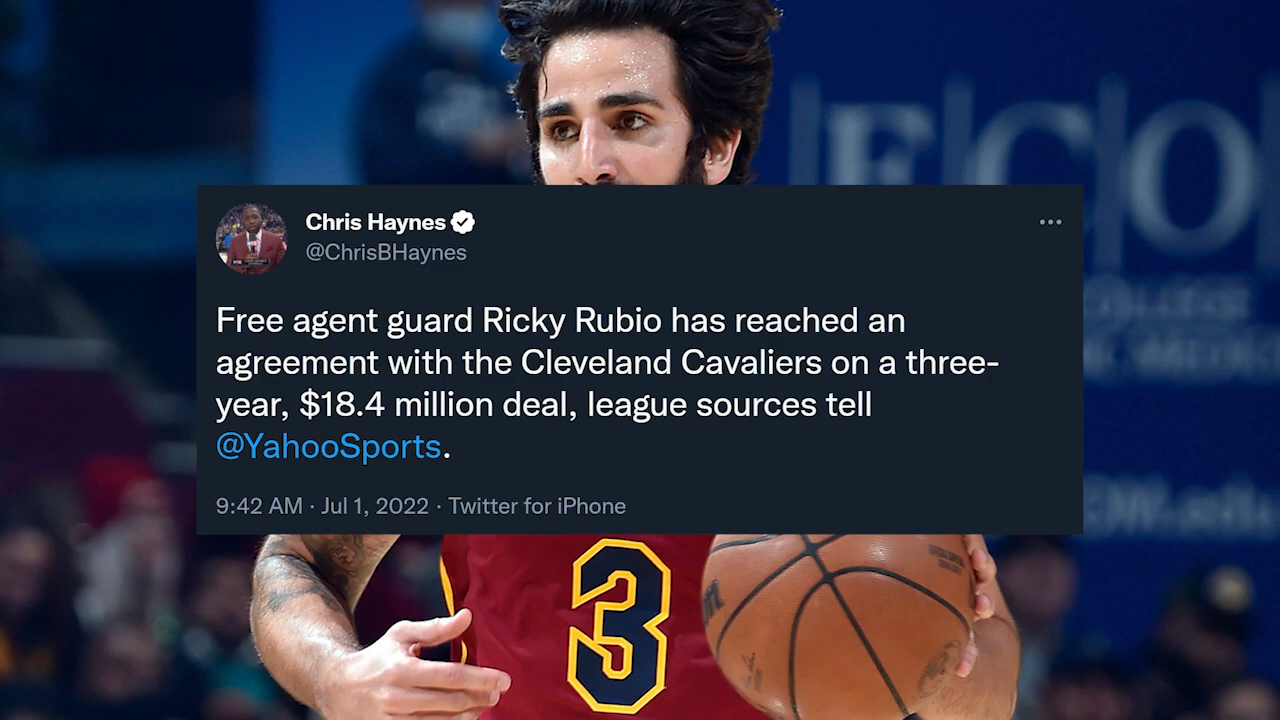 Chris Haynes
@ChrisBHaynes
Free agent guard Ricky Rubio has reached an
agreement with the Cleveland Cavaliers on a three-
year, $18.4 million deal, league sources tell
@YahooSports.
9:42 AM · Jul 1, 2022 · Twitter for iPhone
3